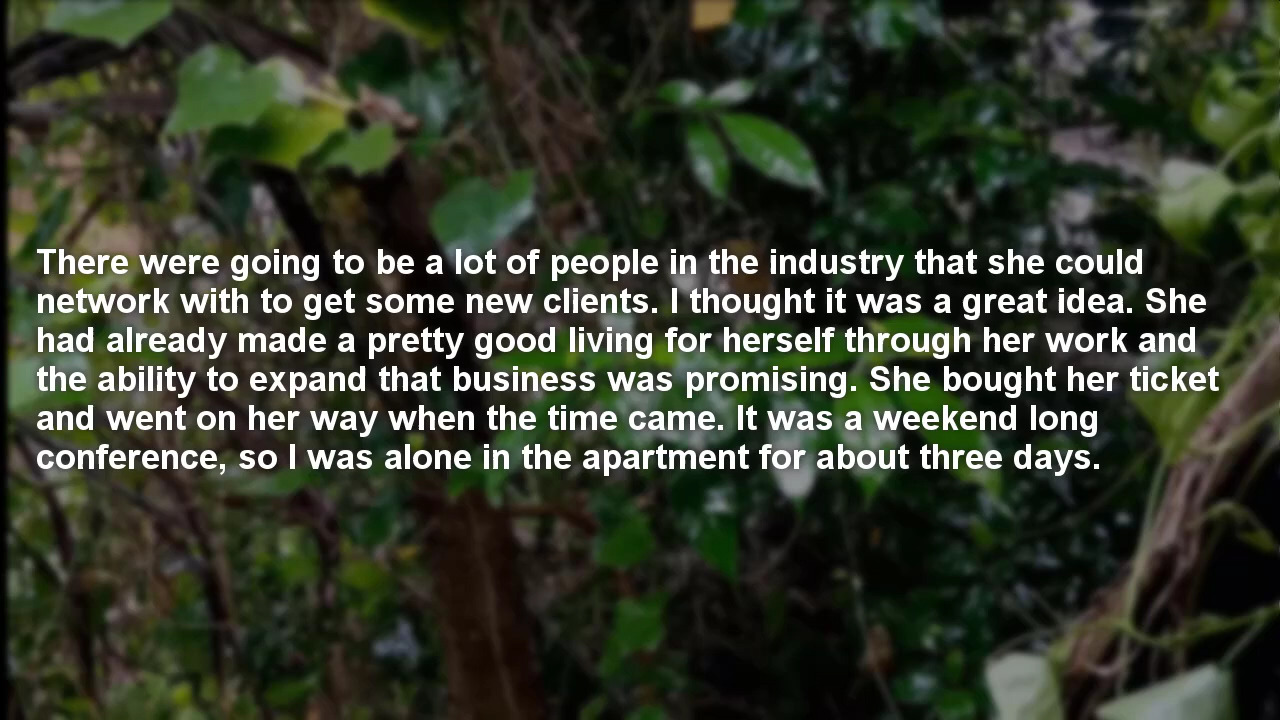 There were going to be a lot of people in the industry that she could
network with to get some new clients. I thought it was a great idea. She
had already made a pretty good living for herself through her work and
the ability to expand that business was promising. She bought her ticket
and went on her way when the time came. It was a weekend long
conference, so I was alone in the apartment for about three days.